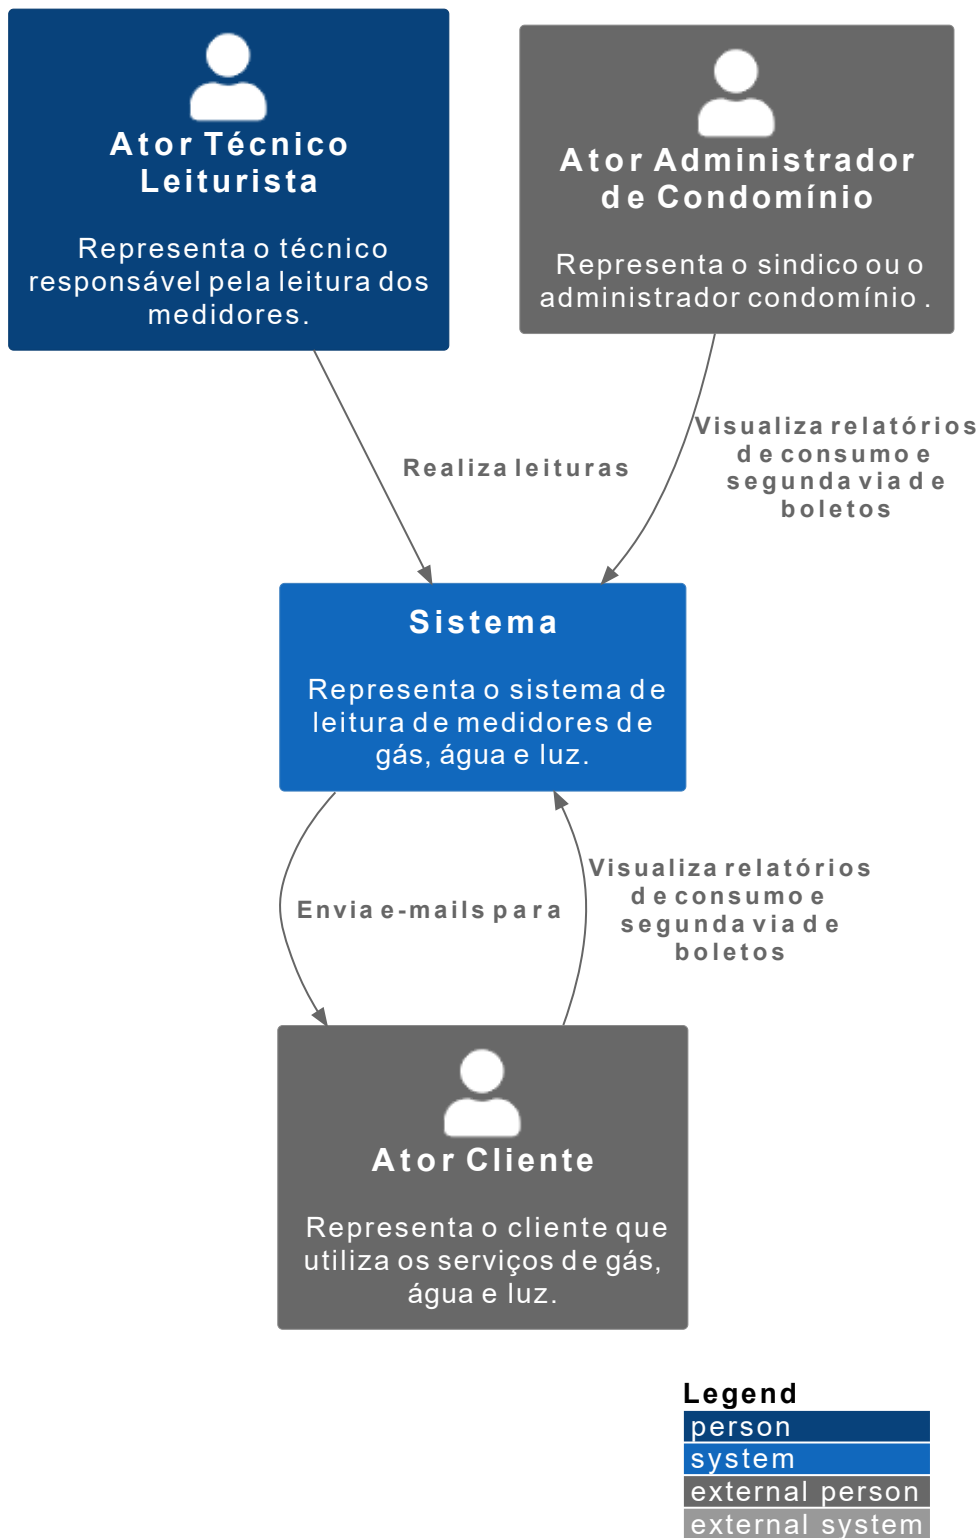 Ator Técnico
Leiturista
Representa o técnico
responsável pela leitura dos
medidores.
Ator Administrador
de Condomínio
Representa o sindico ou o
administrador condomínio .
Realiza leituras
Visualiza relatórios
de consumo e
segunda via de
boletos
Sistema
Representa o sistema de
leitura de medidores de
gás, água e luz.
Envia e-mails para
Visualiza relatórios
de consumo e
segunda via de
boletos
Ator Cliente
Representa o cliente que
utiliza os serviços de gás,
água e luz.
Legend
person
system
external person
external system